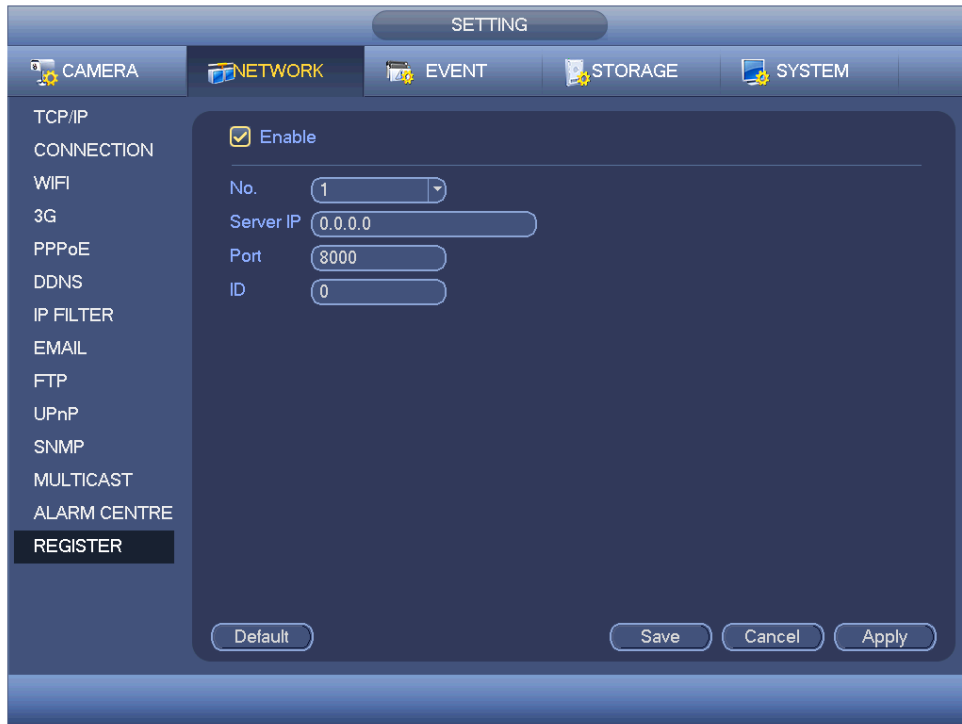 SETTING
CAMERA NETWORK EVENT STORAGE SYSTEM
TCP/IP
CONNECTION
WIFI
3G
PPPoE
DDNS
IP FILTER
EMAIL
FTP
UPnP
SNMP
MULTICAST
ALARM CENTRE
REGISTER
Enable
No. 1
Server IP 0.0.0.0
Port 8000
ID 0
Default Save Cancel Apply